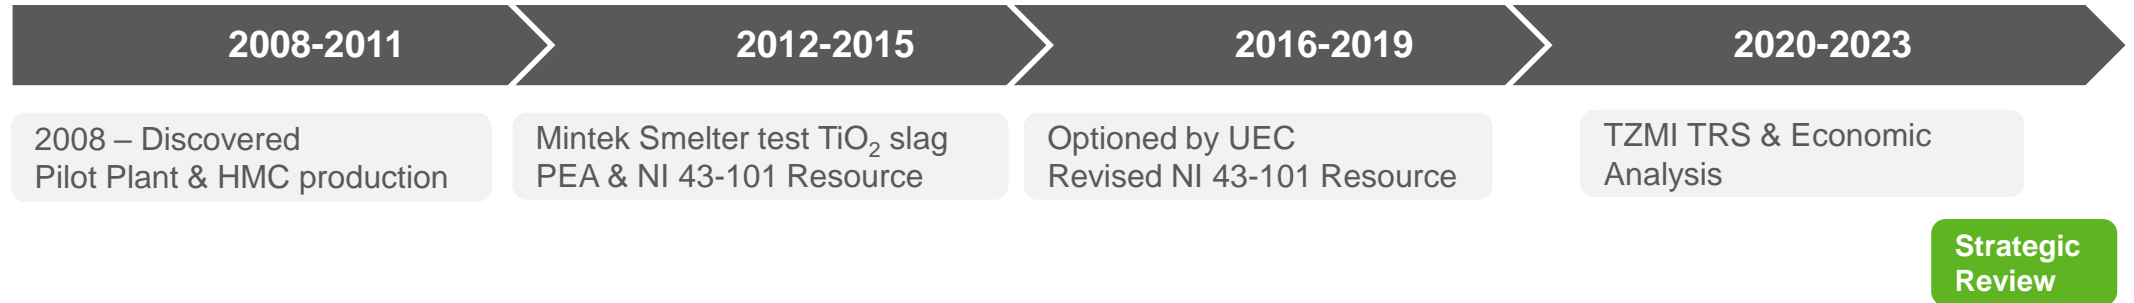 2008-2011
2012-2015
2016-2019
2020-2023
2008 – Discovered
Pilot Plant & HMC production
Mintek Smelter test TiO₂ slag
PEA & NI 43-101 Resource
Optioned by UEC
Revised NI 43-101 Resource
TZMI TRS & Economic
Analysis
Strategic
Review